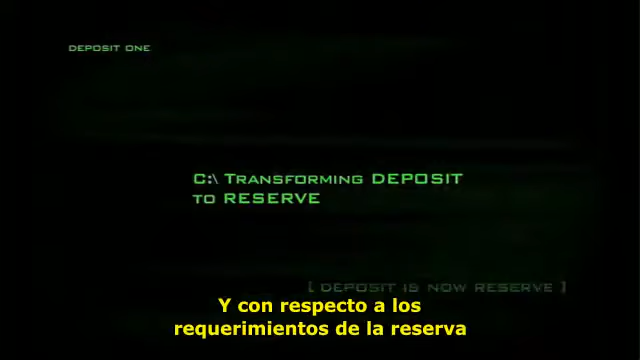 DEPOSIT ONE
C:\ TRANSFORMING DEPOSIT
TO RESERVE
[ DEPOSIT IS NOW RESERVE ]
Y con respecto a los
requerimientos de la reserva